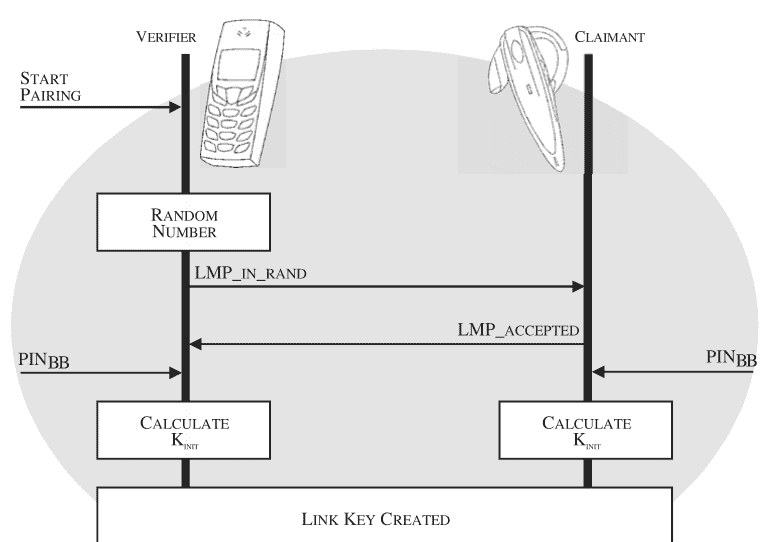 VERIFIER
CLAIMANT
START
PAIRING
RANDOM
NUMBER
LMP_IN_RAND
LMP_ACCEPTED
PINBB
PINBB
CALCULATE
KINIT
CALCULATE
KINIT
LINK KEY CREATED